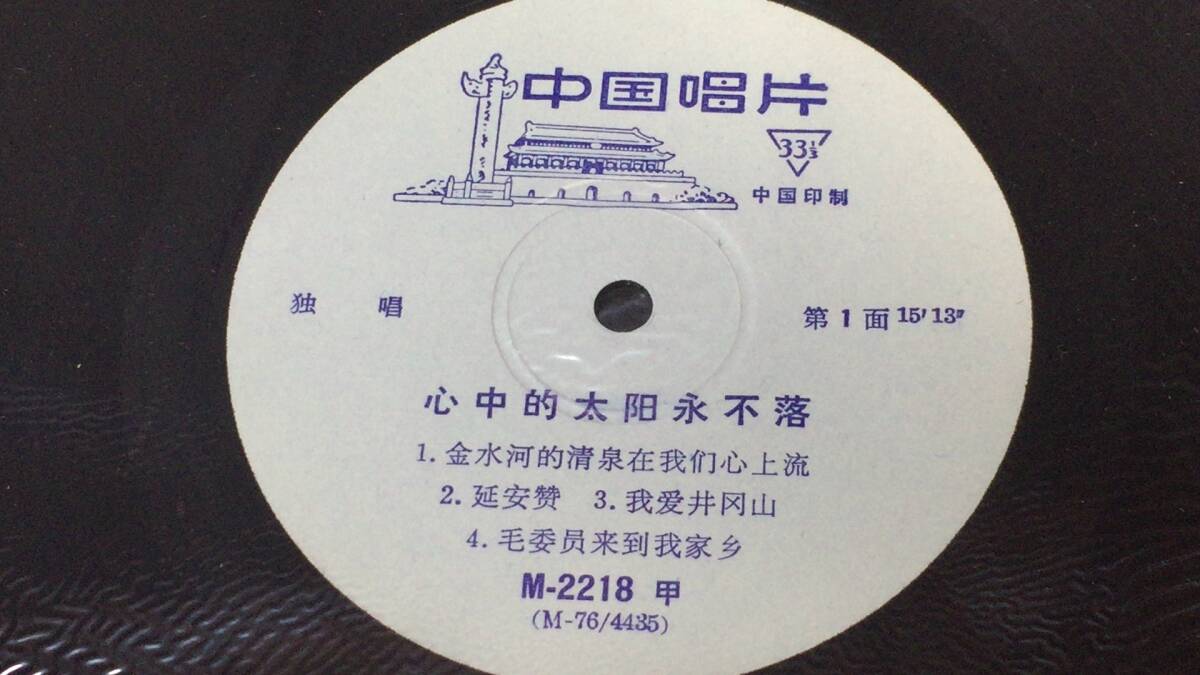 中国唱片
33⅓
中国印制
独 唱
第1面 15′13″
心中的太阳永不落
1.金水河的清泉在我们心上流
2.延安赞 3.我爱井冈山
4.毛委员来到我家乡
M-2218 甲
(M-76/4435)